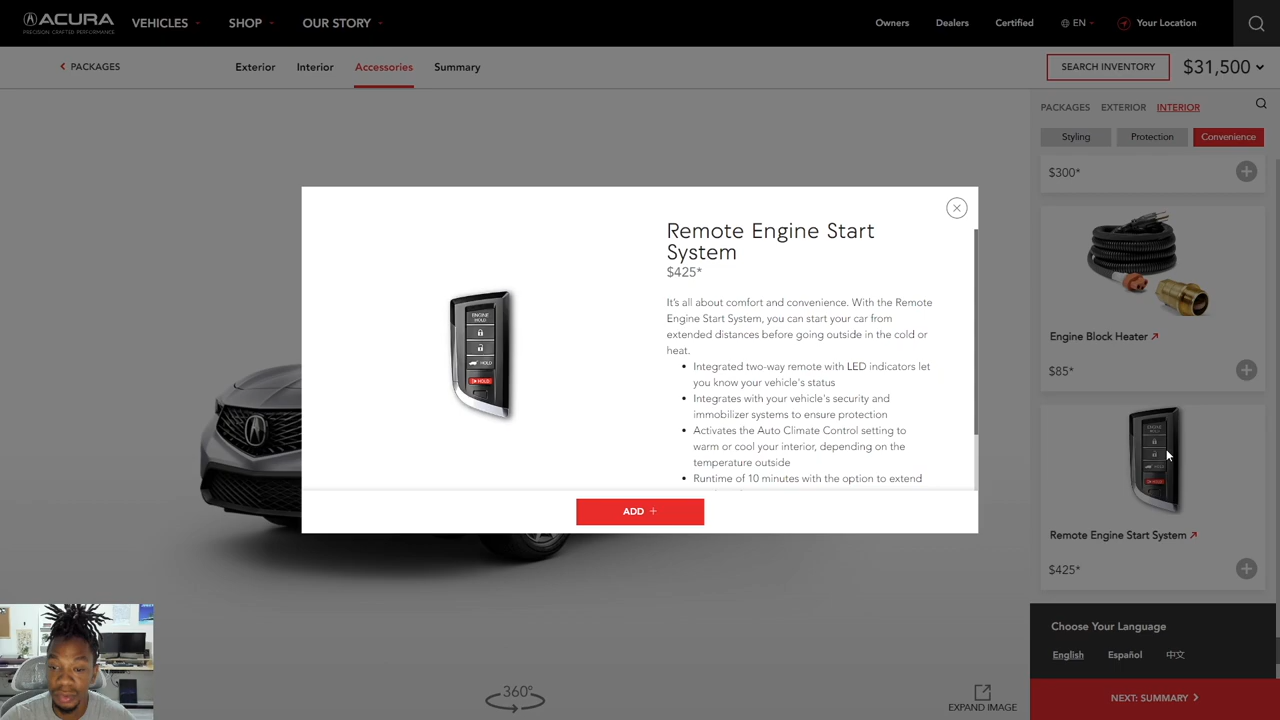 ACURA
PRECISION CRAFTED PERFORMANCE
VEHICLES
SHOP
OUR STORY
Owners
Dealers
Certified
EN
Your Location
PACKAGES
Exterior
Interior
Accessories
Summary
SEARCH INVENTORY
$31,500
PACKAGES
EXTERIOR
INTERIOR
Styling
Protection
Convenience
$300*
Engine Block Heater
$85*
Remote Engine Start System
$425*
Remote Engine Start
System
$425*
It's all about comfort and convenience. With the Remote
Engine Start System, you can start your car from
extended distances before going outside in the cold or
heat.
• Integrated two-way remote with LED indicators let
you know your vehicle's status
• Integrates with your vehicle's security and
immobilizer systems to ensure protection
• Activates the Auto Climate Control setting to
warm or cool your interior, depending on the
temperature outside
• Runtime of 10 minutes with the option to extend
ENGINE
HOLD
HOLD
HOLD
ADD +
360°
EXPAND IMAGE
Choose Your Language
English
Español
中文
NEXT: SUMMARY